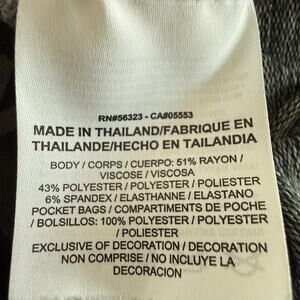 RN#56323 - CA#05553
MADE IN THAILAND/FABRIQUE EN
THAILANDE/HECHO EN TAILANDIA
BODY / CORPS / CUERPO: 51% RAYON /
VISCOSE / VISCOSA
43% POLYESTER / POLYESTER / POLIESTER
6% SPANDEX / ELASTHANNE / ELASTANO
POCKET BAGS / COMPARTIMENTS DE POCHE
/ BOLSILLOS: 100% POLYESTER / POLYESTER
/ POLIESTER
EXCLUSIVE OF DECORATION / DECORATION
NON COMPRISE / NO INCLUYE LA
DECORACION